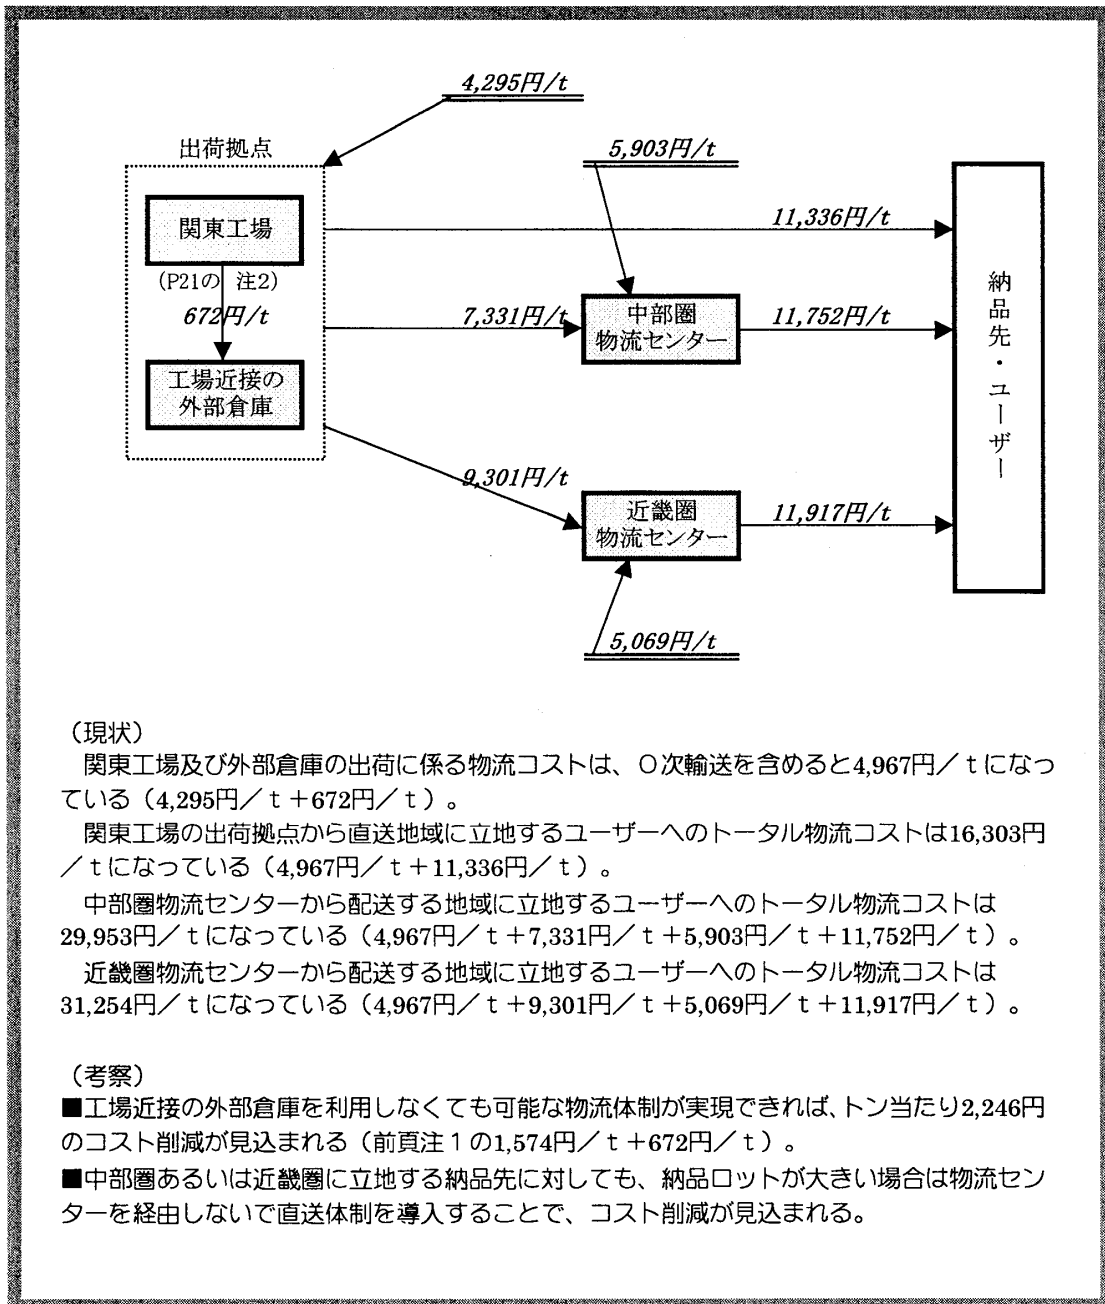 4,295円/t
出荷拠点
5,903円/t
関東工場
11,336円/t
(P21の 注2)
672円/t
7,331円/t
中部圏
物流センター
11,752円/t
納品先・ユーザー
工場近接の
外部倉庫
9,301円/t
近畿圏
物流センター
11,917円/t
5,069円/t
（現状）
関東工場及び外部倉庫の出荷に係る物流コストは、〇次輸送を含めると4,967円／ｔになっ
ている（4,295円／ｔ＋672円／ｔ）。
関東工場の出荷拠点から直送地域に立地するユーザーへのトータル物流コストは16,303円
／ｔになっている（4,967円／ｔ＋11,336円／ｔ）。
中部圏物流センターから配送する地域に立地するユーザーへのトータル物流コストは
29,953円／ｔになっている（4,967円／ｔ＋7,331円／ｔ＋5,903円／ｔ＋11,752円／ｔ）。
近畿圏物流センターから配送する地域に立地するユーザーへのトータル物流コストは
31,254円／ｔになっている（4,967円／ｔ＋9,301円／ｔ＋5,069円／ｔ＋11,917円／ｔ）。
（考察）
■工場近接の外部倉庫を利用しなくても可能な物流体制が実現できれば、トン当たり2,246円
のコスト削減が見込まれる（前頁注１の1,574円／ｔ＋672円／ｔ）。
■中部圏あるいは近畿圏に立地する納品先に対しても、納品ロットが大きい場合は物流セン
ターを経由しないで直送体制を導入することで、コスト削減が見込まれる。